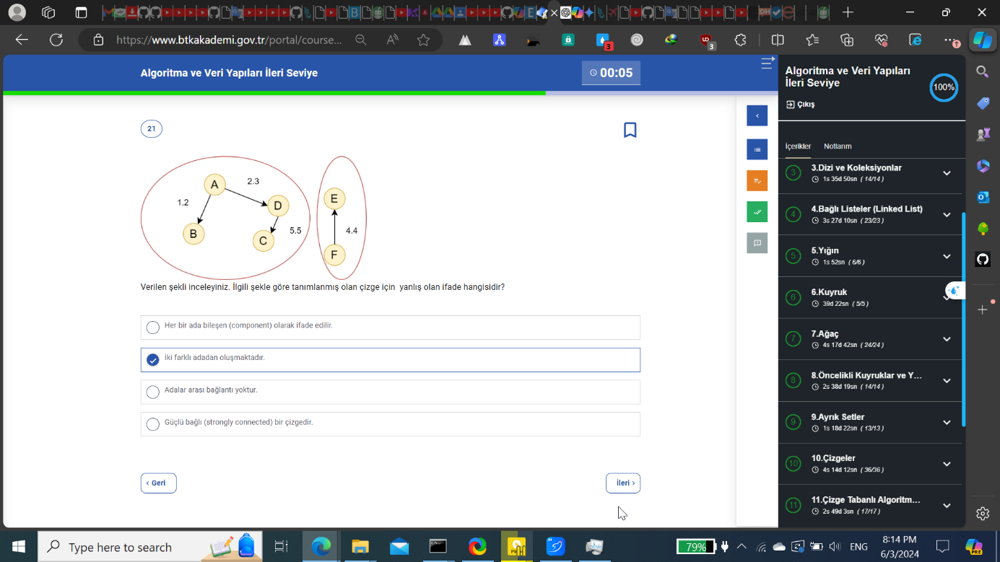 https://www.btkakademi.gov.tr/portal/course...
3
3
Algoritma ve Veri Yapıları İleri Seviye
00:05
Algoritma ve Veri Yapıları
İleri Seviye
100%
Çıkış
21
İçerikler Notlarım
A
2.3
1.2
D
B
C
5.5
E
4.4
F
Verilen şekli inceleyiniz. İlgili şekle göre tanımlanmış olan çizge için yanlış olan ifade hangisidir?
Her bir ada bileşen (component) olarak ifade edilir.
İki farklı adadan oluşmaktadır.
Adalar arası bağlantı yoktur.
Güçlü bağlı (strongly connected) bir çizgedir.
‹ Geri
İleri ›
3
3.Dizi ve Koleksiyonlar
1s 35d 50sn (14/14)
4
4.Bağlı Listeler (Linked List)
3s 27d 10sn (23/23)
5
5.Yığın
1s 52sn (6/6)
6
6.Kuyruk
39d 22sn (5/5)
7
7.Ağaç
4s 17d 42sn (24/24)
8
8.Öncelikli Kuyruklar ve Y...
2s 38d 19sn (14/14)
9
9.Ayrık Setler
1s 18d 22sn (13/13)
10
10.Çizgeler
4s 14d 12sn (36/36)
11
11.Çizge Tabanlı Algoritm...
2s 49d 3sn (17/17)
Type here to search
79%
ENG
8:14 PM
6/3/2024
PRE